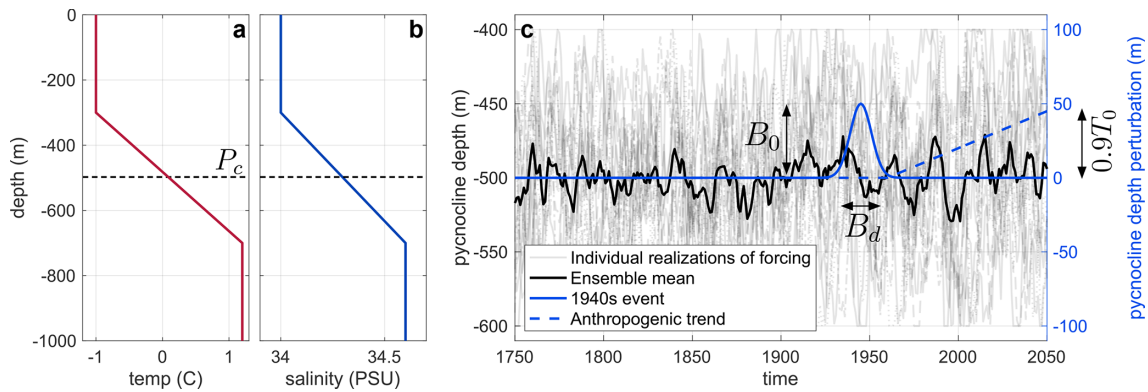 a
0
-200
-400
-600
-800
-1000
depth (m)
P_c
-1
0
1
temp (C)
b
34
34.5
salinity (PSU)
c
-400
-450
-500
-550
-600
pycnocline depth (m)
B_0
B_d
Individual realizations of forcing
Ensemble mean
1940s event
Anthropogenic trend
1750
1800
1850
1900
1950
2000
2050
time
100
50
0
-50
-100
pycnocline depth perturbation (m)
0.9T_0